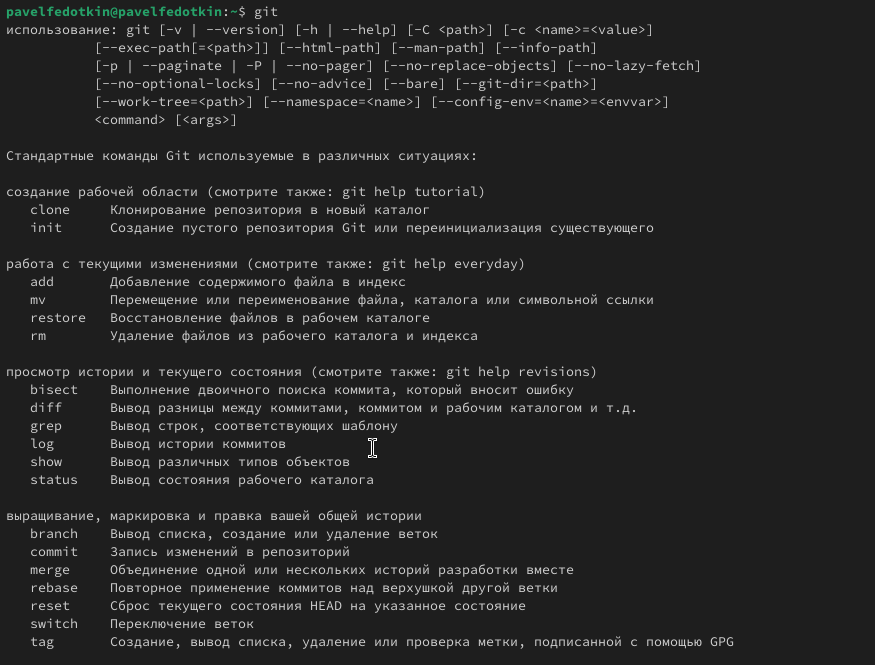 pavelfedotkin@pavelfedotkin:~$ git
использование: git [-v | --version] [-h | --help] [-C <path>] [-c <name>=<value>]
           [--exec-path[=<path>]] [--html-path] [--man-path] [--info-path]
           [-p | --paginate | -P | --no-pager] [--no-replace-objects] [--no-lazy-fetch]
           [--no-optional-locks] [--no-advice] [--bare] [--git-dir=<path>]
           [--work-tree=<path>] [--namespace=<name>] [--config-env=<name>=<envvar>]
           <command> [<args>]

Стандартные команды Git используемые в различных ситуациях:

создание рабочей области (смотрите также: git help tutorial)
   clone     Клонирование репозитория в новый каталог
   init      Создание пустого репозитория Git или переинициализация существующего

работа с текущими изменениями (смотрите также: git help everyday)
   add       Добавление содержимого файла в индекс
   mv        Перемещение или переименование файла, каталога или символьной ссылки
   restore   Восстановление файлов в рабочем каталоге
   rm        Удаление файлов из рабочего каталога и индекса

просмотр истории и текущего состояния (смотрите также: git help revisions)
   bisect    Выполнение двоичного поиска коммита, который вносит ошибку
   diff      Вывод разницы между коммитами, коммитом и рабочим каталогом и т.д.
   grep      Вывод строк, соответствующих шаблону
   log       Вывод истории коммитов
   show      Вывод различных типов объектов
   status    Вывод состояния рабочего каталога

выращивание, маркировка и правка вашей общей истории
   branch    Вывод списка, создание или удаление веток
   commit    Запись изменений в репозиторий
   merge     Объединение одной или нескольких историй разработки вместе
   rebase    Повторное применение коммитов над верхушкой другой ветки
   reset     Сброс текущего состояния HEAD на указанное состояние
   switch    Переключение веток
   tag       Создание, вывод списка, удаление или проверка метки, подписанной с помощью GPG